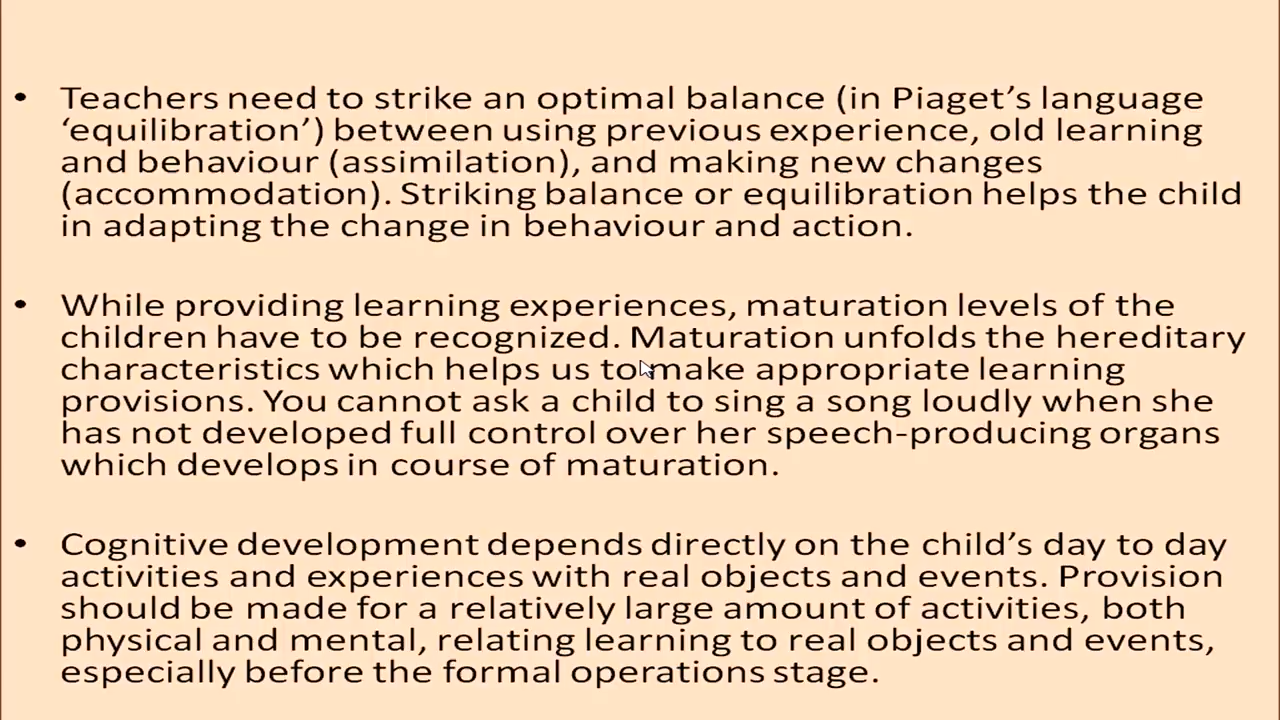 • Teachers need to strike an optimal balance (in Piaget’s language
‘equilibration’) between using previous experience, old learning
and behaviour (assimilation), and making new changes
(accommodation). Striking balance or equilibration helps the child
in adapting the change in behaviour and action.
• While providing learning experiences, maturation levels of the
children have to be recognized. Maturation unfolds the hereditary
characteristics which helps us to make appropriate learning
provisions. You cannot ask a child to sing a song loudly when she
has not developed full control over her speech-producing organs
which develops in course of maturation.
• Cognitive development depends directly on the child’s day to day
activities and experiences with real objects and events. Provision
should be made for a relatively large amount of activities, both
physical and mental, relating learning to real objects and events,
especially before the formal operations stage.